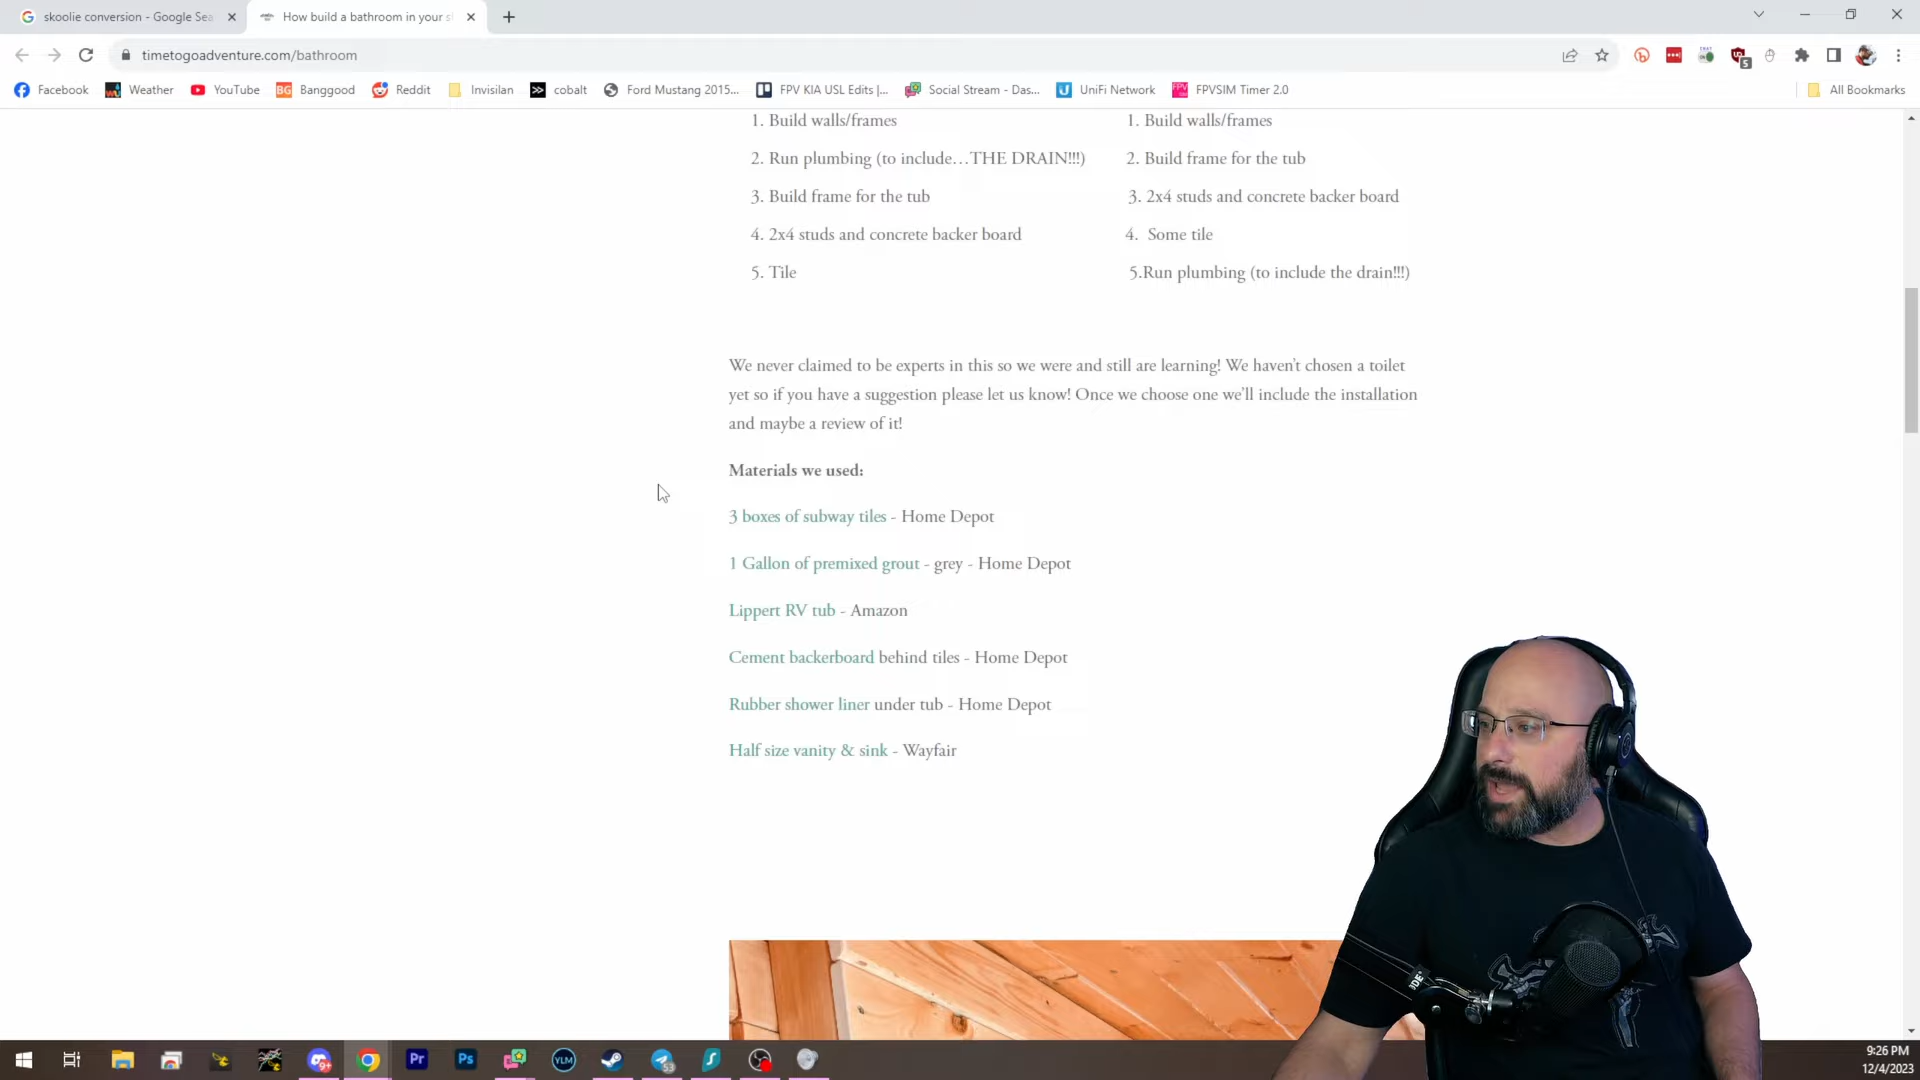 skoolie conversion - Google Sea
How build a bathroom in your s
timetogoadventure.com/bathroom
Facebook
Weather
YouTube
BG Banggood
Reddit
Invisilan
cobalt
Ford Mustang 2015...
FPV KIA USL Edits |...
Social Stream - Das...
UniFi Network
FPVSIM Timer 2.0
All Bookmarks
1. Build walls/frames
2. Run plumbing (to include…THE DRAIN!!!)
3. Build frame for the tub
4. 2x4 studs and concrete backer board
5. Tile
1. Build walls/frames
2. Build frame for the tub
3. 2x4 studs and concrete backer board
4. Some tile
5.Run plumbing (to include the drain!!!)
We never claimed to be experts in this so we were and still are learning! We haven't chosen a toilet
yet so if you have a suggestion please let us know! Once we choose one we'll include the installation
and maybe a review of it!
Materials we used:
3 boxes of subway tiles - Home Depot
1 Gallon of premixed grout - grey - Home Depot
Lippert RV tub - Amazon
Cement backerboard behind tiles - Home Depot
Rubber shower liner under tub - Home Depot
Half size vanity & sink - Wayfair
Pr
Ps
YLM
9:26 PM
12/4/2023